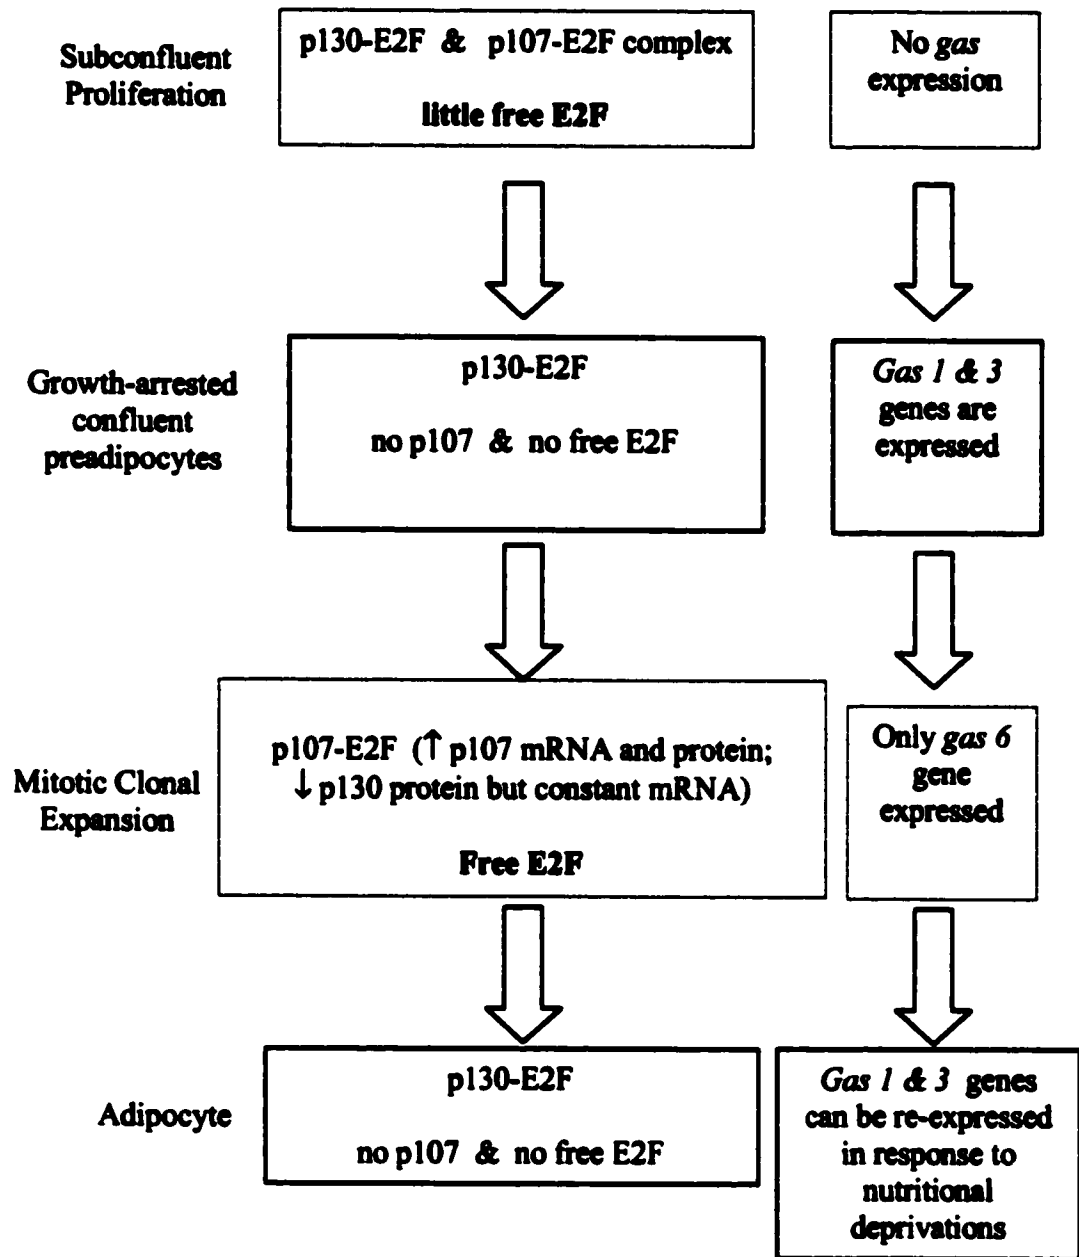 Subconfluent
Proliferation
p130-E2F & p107-E2F complex
little free E2F
No gas
expression
Growth-arrested
confluent
preadipocytes
p130-E2F
no p107 & no free E2F
Gas 1 & 3
genes are
expressed
Mitotic Clonal
Expansion
p107-E2F (↑ p107 mRNA and protein;
↓ p130 protein but constant mRNA)
Free E2F
Only gas 6
gene
expressed
Adipocyte
p130-E2F
no p107 & no free E2F
Gas 1 & 3 genes
can be re-expressed
in response to
nutritional
deprivations